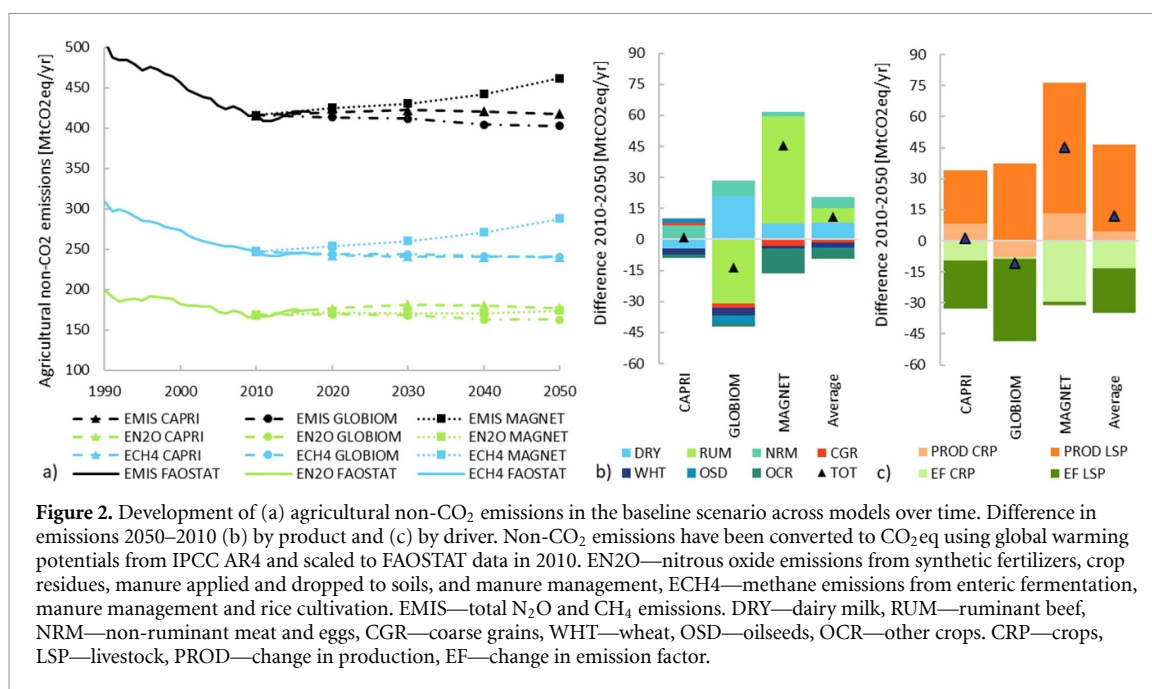 Agricultural non-CO2 emissions [MtCO2eq/yr]
500
450
400
350
300
250
200
150
100
1990 2000 2010 2020 2030 2040 2050
EMIS CAPRI EMIS GLOBIOM EMIS MAGNET
EN2O CAPRI EN2O GLOBIOM EN2O MAGNET
ECH4 CAPRI ECH4 GLOBIOM ECH4 MAGNET
a) EMIS FAOSTAT EN2O FAOSTAT ECH4 FAOSTAT
Difference 2010-2050 [MtCO2eq/yr]
90
75
60
45
30
15
0
-15
-30
-45
-60
CAPRI
GLOBIOM
MAGNET
Average
DRY RUM NRM CGR
b) WHT OSD OCR TOT
Difference 2010-2050 [MtCO2eq/yr]
90
75
60
45
30
15
0
-15
-30
-45
-60
CAPRI
GLOBIOM
MAGNET
Average
PROD CRP PROD LSP
c) EF CRP EF LSP
Figure 2. Development of (a) agricultural non-CO₂ emissions in the baseline scenario across models over time. Difference in
emissions 2050–2010 (b) by product and (c) by driver. Non-CO₂ emissions have been converted to CO₂eq using global warming
potentials from IPCC AR4 and scaled to FAOSTAT data in 2010. EN2O—nitrous oxide emissions from synthetic fertilizers, crop
residues, manure applied and dropped to soils, and manure management, ECH4—methane emissions from enteric fermentation,
manure management and rice cultivation. EMIS—total N₂O and CH₄ emissions. DRY—dairy milk, RUM—ruminant beef,
NRM—non-ruminant meat and eggs, CGR—coarse grains, WHT—wheat, OSD—oilseeds, OCR—other crops. CRP—crops,
LSP—livestock, PROD—change in production, EF—change in emission factor.